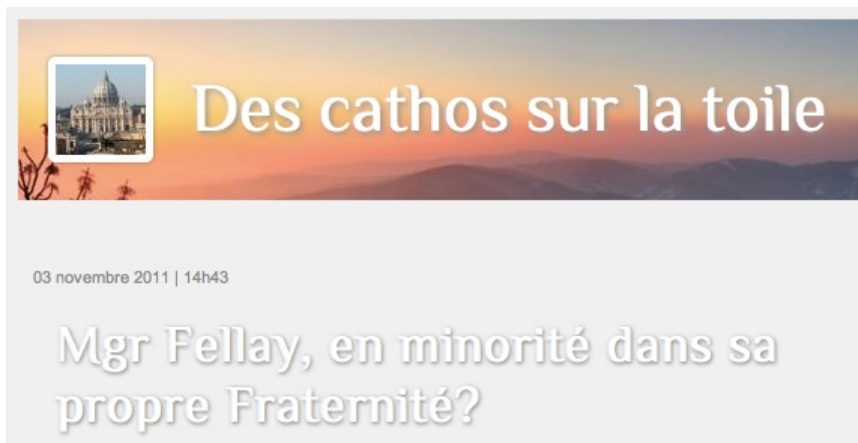 Des cathos sur la toile
03 novembre 2011 | 14h43
Mgr Fellay, en minorité dans sa
propre Fraternité?